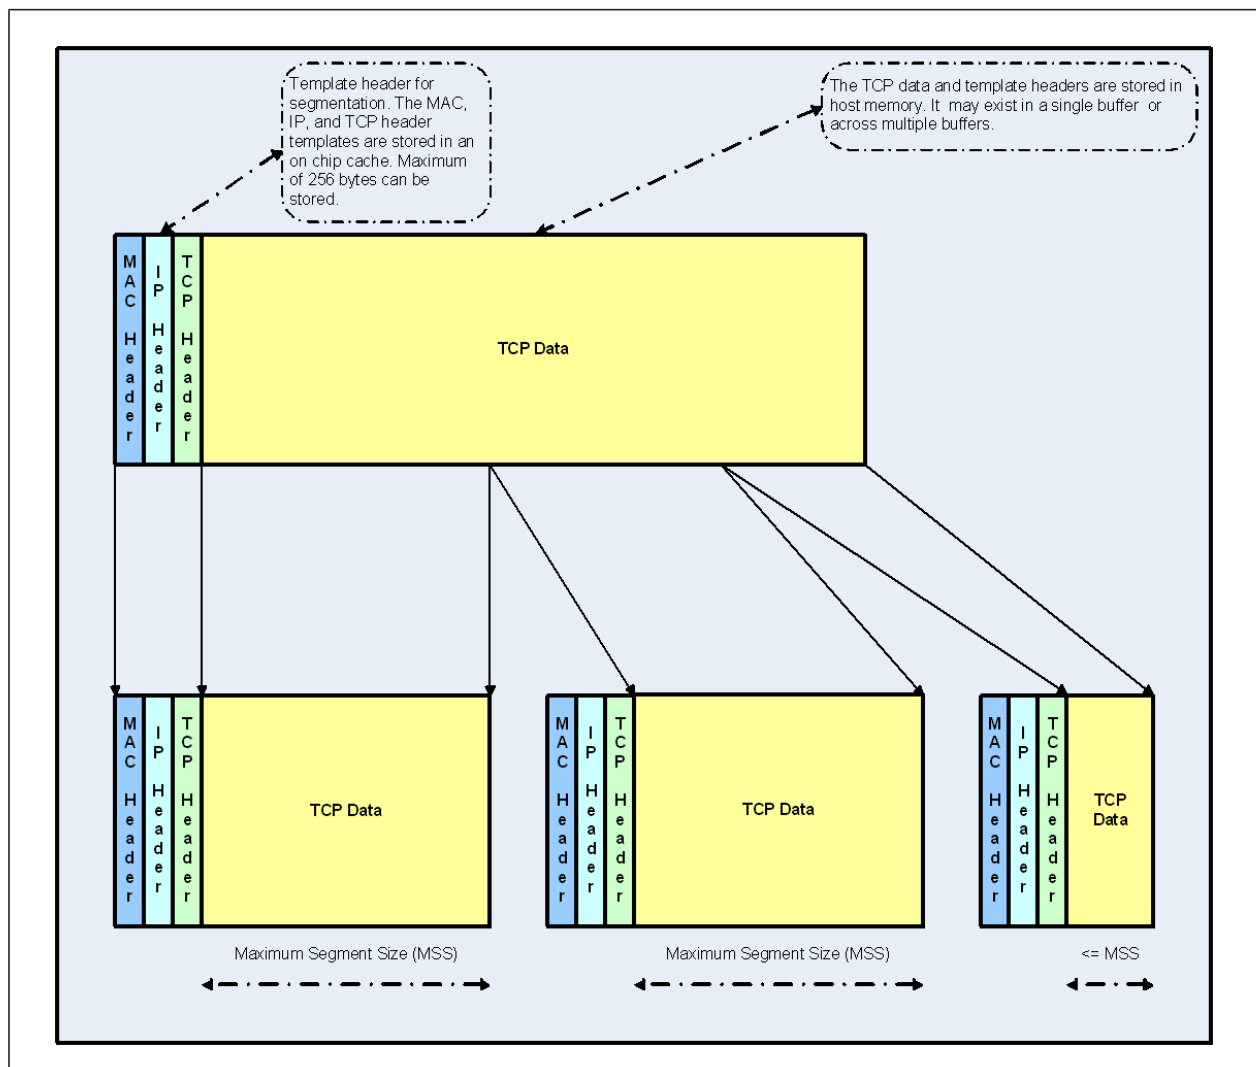 Template header for
segmentation. The MAC,
IP, and TCP header
templates are stored in an
on chip cache. Maximum
of 256 bytes can be
stored.
The TCP data and template headers are stored in
host memory. It may exist in a single buffer or
across multiple buffers.
MAC Header
IP Header
TCP Header
TCP Data
MAC Header
IP Header
TCP Header
TCP Data
MAC Header
IP Header
TCP Header
TCP Data
MAC Header
IP Header
TCP Header
TCP
Data
Maximum Segment Size (MSS)
Maximum Segment Size (MSS)
<= MSS